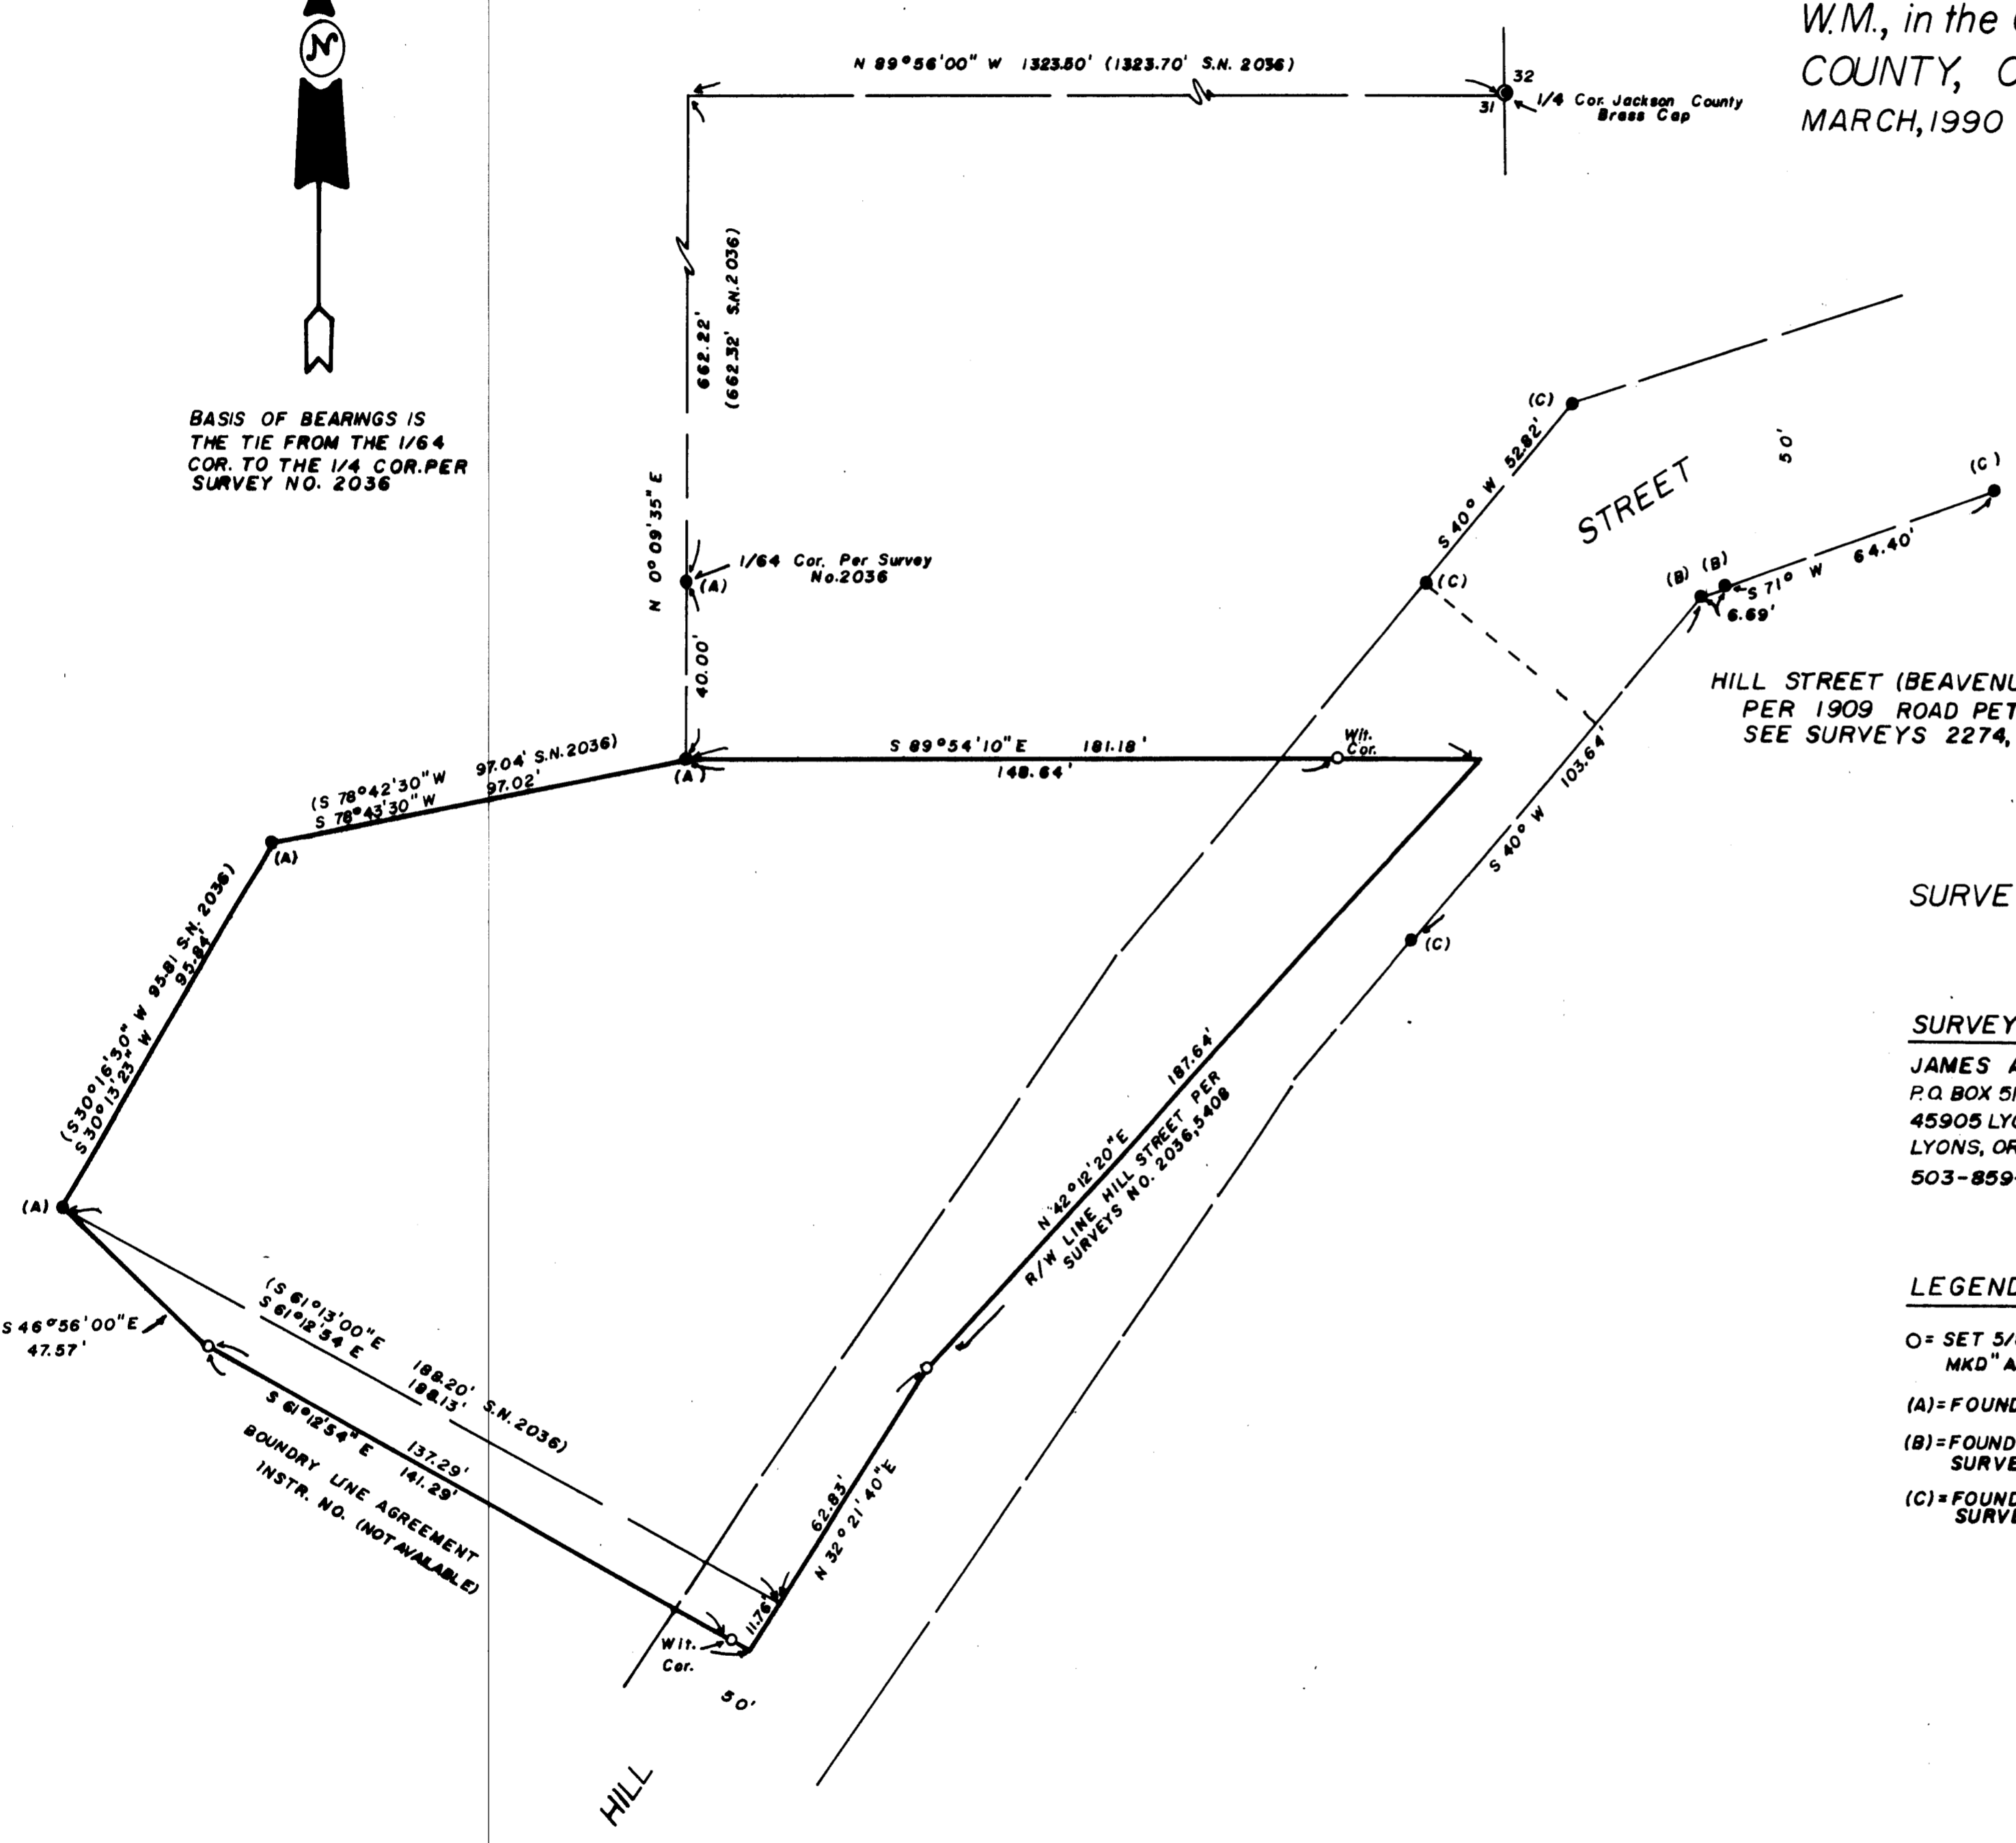 W.M., in the
COUNTY,
MARCH, 1990
N
N 89°56'00" W 1323.50' (1323.70' S.N. 2036)
32
31
1/4 Cor. Jackson County
Brass Cap
662.22'
(662.32' S.N. 2036)
BASIS OF BEARINGS IS
THE TIE FROM THE 1/64
COR. TO THE 1/4 COR. PER
SURVEY NO. 2036
N 0°09'35" E
1/64 Cor. Per Survey
No. 2036
(A)
40.00'
(C)
S 40° W 52.82'
(C)
STREET
50'
(C)
(B) (B)
S 71° W 64.40'
6.69'
HILL STREET (BEAVENU
PER 1909 ROAD PET
SEE SURVEYS 2274,
S 40° W 103.64'
(C)
(S 78°42'30" W 97.04' S.N. 2036)
S 78°43'30" W 97.02'
(A)
S 89°54'10" E 181.18'
148.64'
Wit.
Cor.
(A)
(S 30°16'30" W 95.81 S.N. 2036)
S 30°13'23" W 95.84'
(A)
N 42°12'20" E 187.64'
R/W LINE HILL STREET PER
SURVEYS NO. 2036, 5408
SURVE
SURVEY
JAMES A
P.O. BOX 51
45905 LYO
LYONS, OR
503-859-
S 46°56'00" E
47.57'
(S 61°13'00" E 188.20' S.N. 2036)
S 61°12'54 E 188.13'
S 61°12'54" E 137.29'
141.29'
BOUNDRY LINE AGREEMENT
INSTR. NO. (NOT AVAILABLE)
62.83'
N 32°21'40" E
11.76'
Wit.
Cor.
50'
HILL
LEGEND
O = SET 5/
MKD" A
(A) = FOUND
(B) = FOUND
SURVE
(C) = FOUND
SURVE